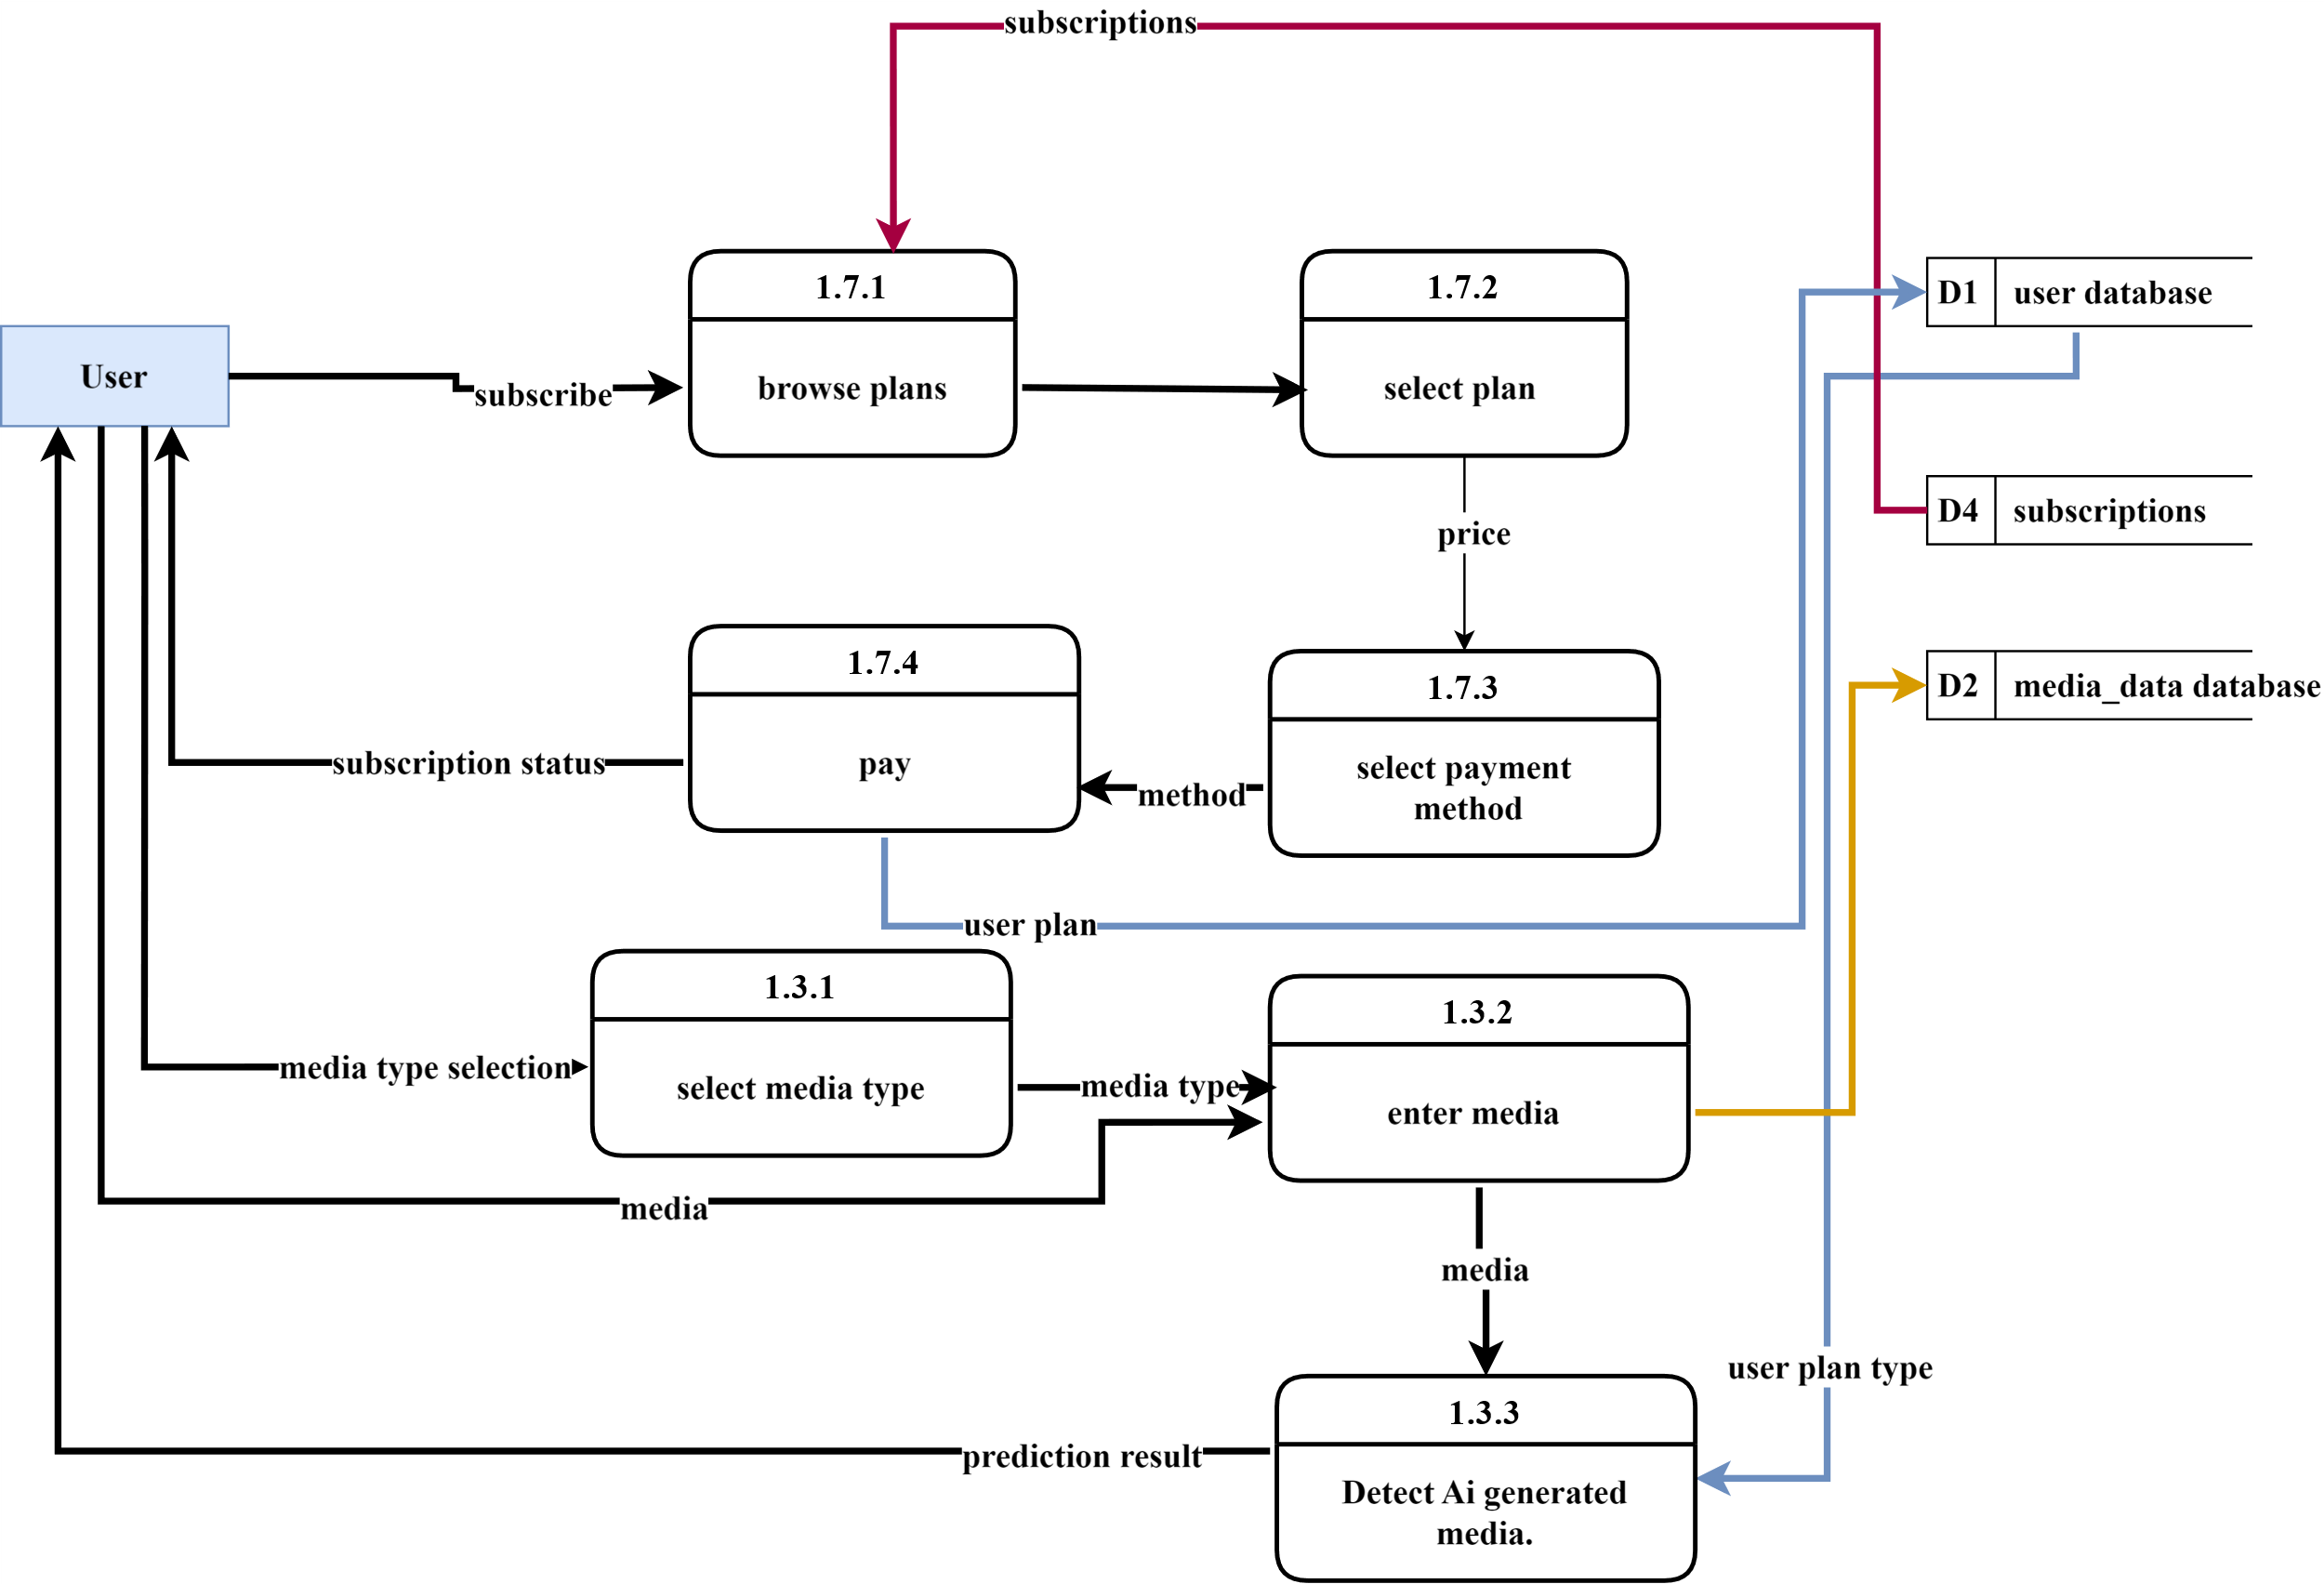 subscriptions
1.7.1
browse plans
1.7.2
select plan
D1
user database
User
subscribe
D4
subscriptions
price
1.7.4
pay
1.7.3
select payment
method
D2
media_data database
subscription status
method
user plan
1.3.1
select media type
1.3.2
enter media
media type selection
media type
media
media
user plan type
1.3.3
Detect Ai generated
media.
prediction result